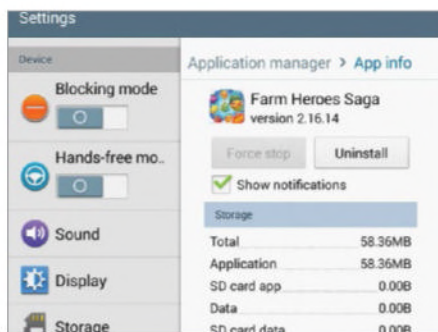 Settings
Device
Blocking mode
Hands-free mo..
Sound
Display
Storage
Application manager > App info
Farm Heroes Saga
version 2.16.14
Force stop
Uninstall
Show notifications
Storage
Total 58.36MB
Application 58.36MB
SD card app 0.00B
Data 0.00B
SD card data 0.00B